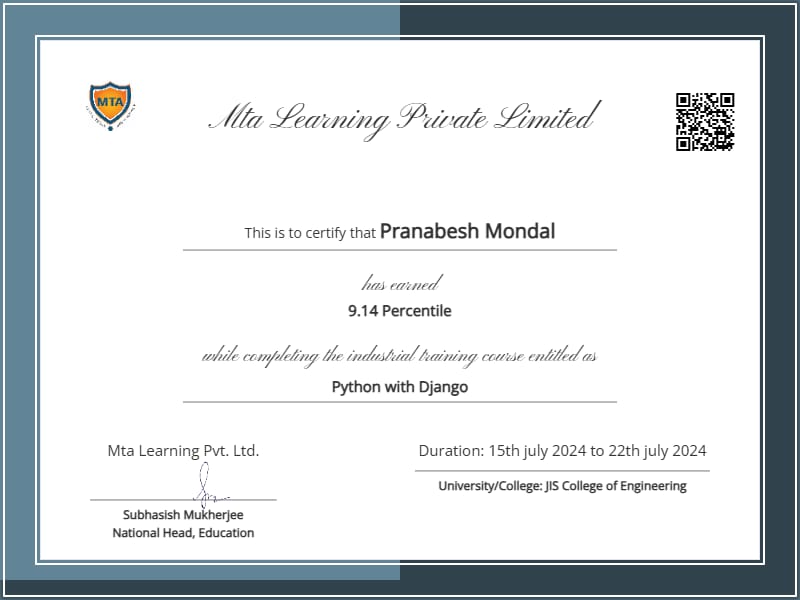 MTA
Mta Learning Private Limited
This is to certify that Pranabesh Mondal
has earned
9.14 Percentile
while completing the industrial training course entitled as
Python with Django
Mta Learning Pvt. Ltd.
Duration: 15th july 2024 to 22th july 2024
University/College: JIS College of Engineering
Subhasish Mukherjee
National Head, Education